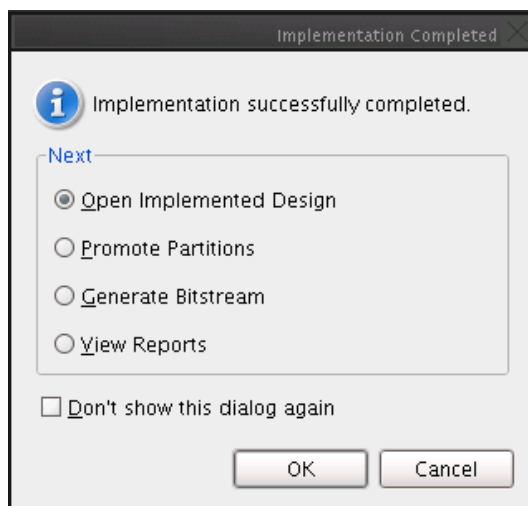 Implementation Completed
Implementation successfully completed.
Next
Open Implemented Design
Promote Partitions
Generate Bitstream
View Reports
Don't show this dialog again
OK Cancel